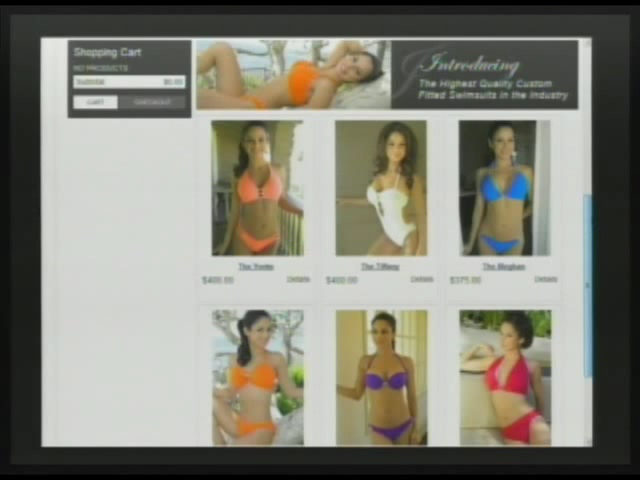 Shopping Cart
NO PRODUCTS
Subtotal $0.00
CART CHECKOUT
Introducing
The Highest Quality Custom
Fitted Swimsuits in the Industry
The Tiffany
The Meghan
$400.00 Details
$400.00 Details
$375.00 Details